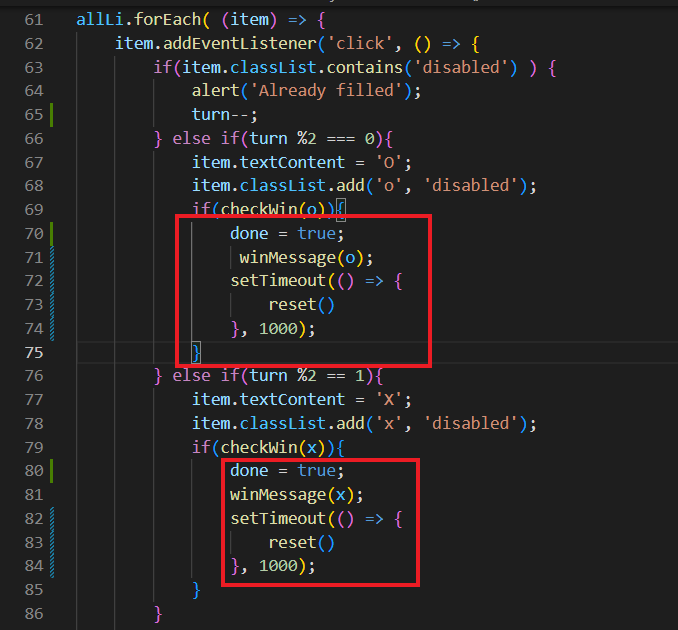 61 allLi.forEach( (item) => {
62 item.addEventListener('click', () => {
63 if(item.classList.contains('disabled') ) {
64 alert('Already filled');
65 turn--;
66 } else if(turn %2 === 0){
67 item.textContent = 'O';
68 item.classList.add('o', 'disabled');
69 if(checkWin(o)){
70 done = true;
71 winMessage(o);
72 setTimeout(() => {
73 reset()
74 }, 1000);
75 }
76 } else if(turn %2 == 1){
77 item.textContent = 'X';
78 item.classList.add('x', 'disabled');
79 if(checkWin(x)){
80 done = true;
81 winMessage(x);
82 setTimeout(() => {
83 reset()
84 }, 1000);
85 }
86 }